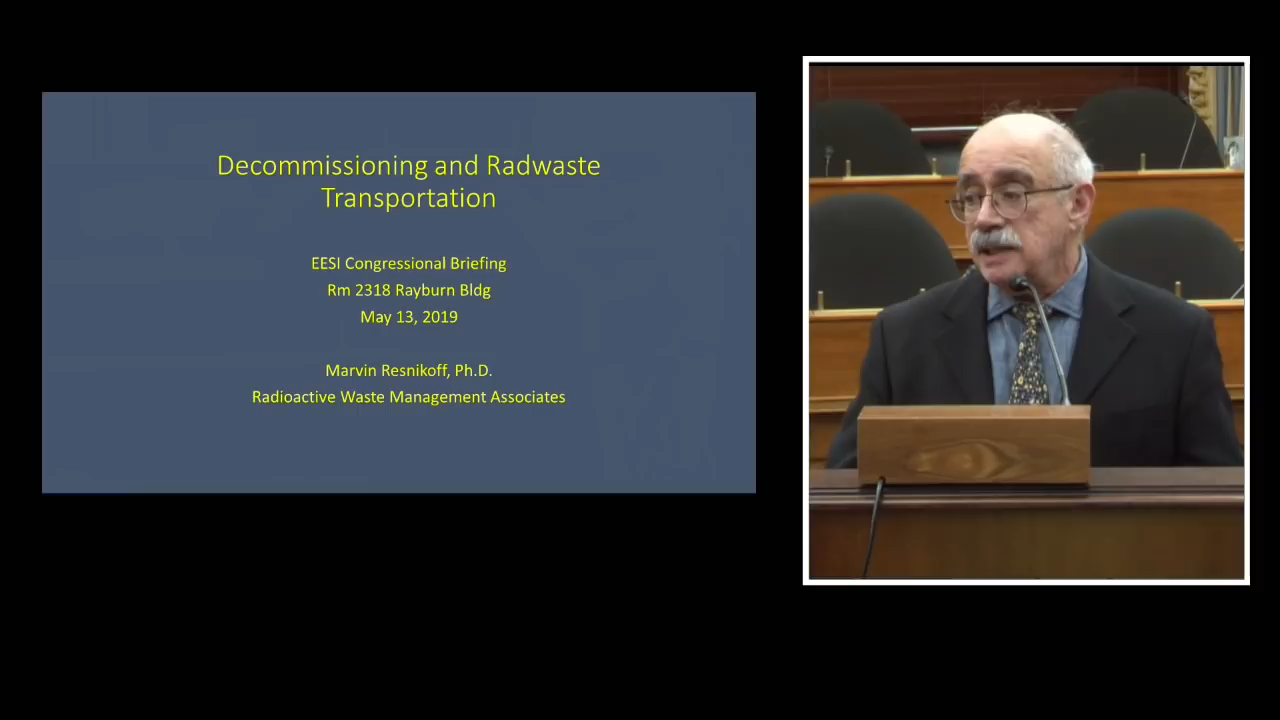 Decommissioning and Radwaste
Transportation
EESI Congressional Briefing
Rm 2318 Rayburn Bldg
May 13, 2019
Marvin Resnikoff, Ph.D.
Radioactive Waste Management Associates